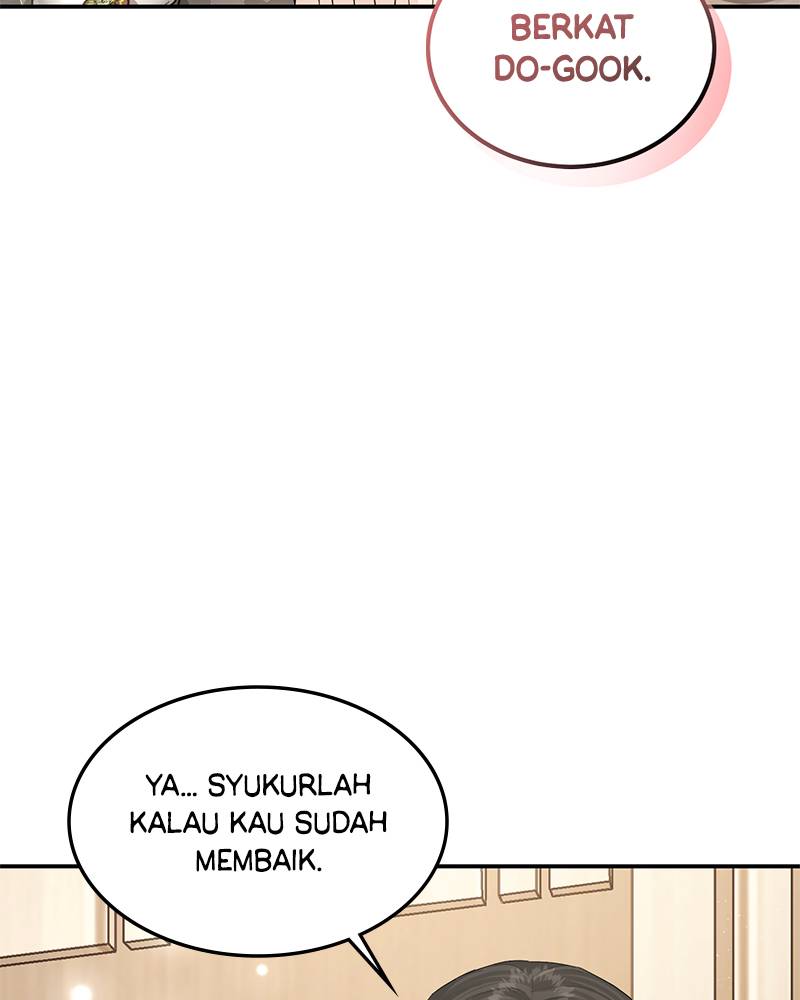 BERKAT
DO-GOOK.
YA... SYUKURLAH
KALAU KAU SUDAH
MEMBAIK.